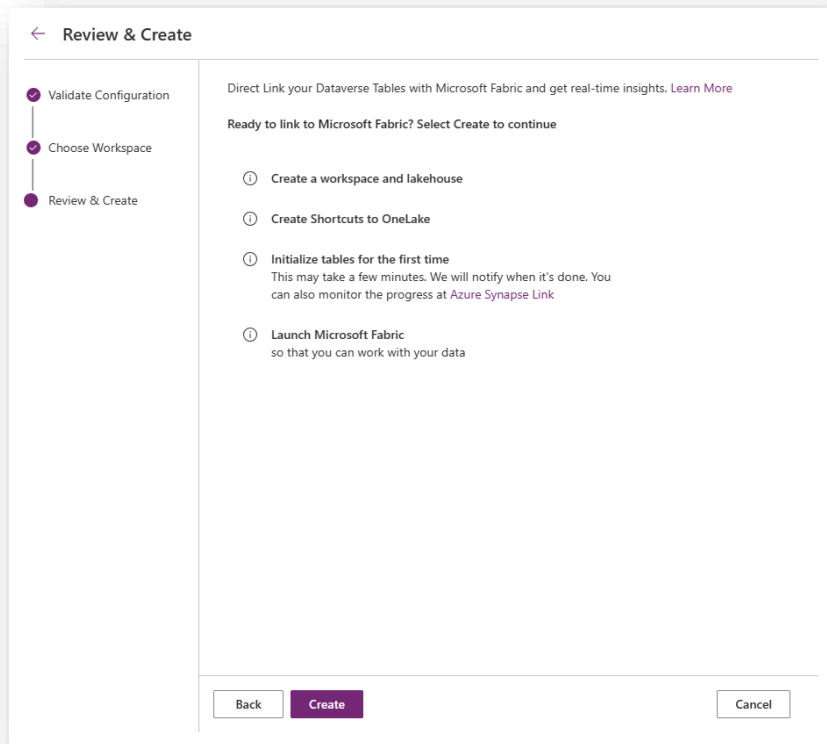 Review & Create
Validate Configuration
Choose Workspace
Review & Create
Direct Link your Dataverse Tables with Microsoft Fabric and get real-time insights. Learn More
Ready to link to Microsoft Fabric? Select Create to continue
Create a workspace and lakehouse
Create Shortcuts to OneLake
Initialize tables for the first time
This may take a few minutes. We will notify when it's done. You
can also monitor the progress at Azure Synapse Link
Launch Microsoft Fabric
so that you can work with your data
Back
Create
Cancel